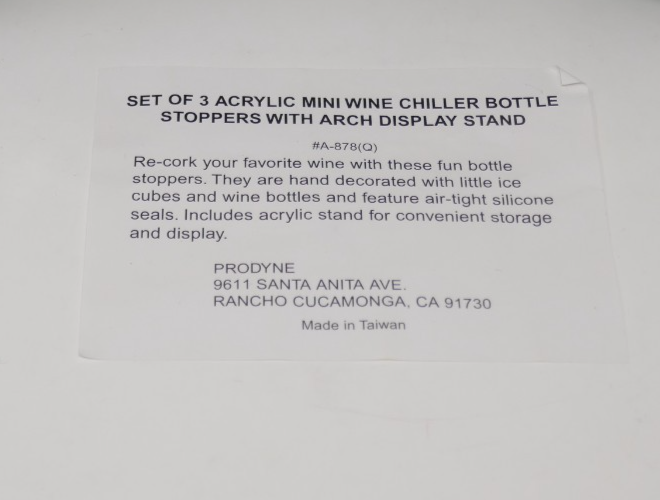 SET OF 3 ACRYLIC MINI WINE CHILLER BOTTLE
STOPPERS WITH ARCH DISPLAY STAND
#A-878(Q)
Re-cork your favorite wine with these fun bottle
stoppers. They are hand decorated with little ice
cubes and wine bottles and feature air-tight silicone
seals. Includes acrylic stand for convenient storage
and display.
PRODYNE
9611 SANTA ANITA AVE.
RANCHO CUCAMONGA, CA 91730
Made in Taiwan